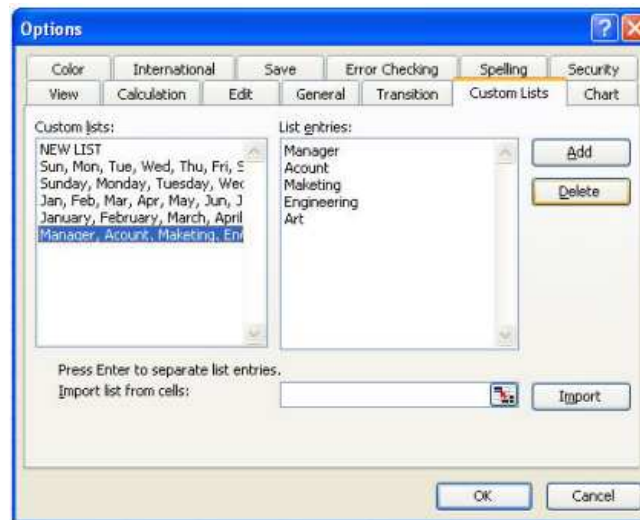 Options
Color International Save Error Checking Spelling Security
View Calculation Edit General Transition Custom Lists Chart
Custom lists: List entries:
NEW LIST
Sun, Mon, Tue, Wed, Thu, Fri, S
Sunday, Monday, Tuesday, Wec
Jan, Feb, Mar, Apr, May, Jun, J
January, February, March, April
Manager, Acount, Maketing, En
Manager
Acount
Maketing
Engineering
Art
Add
Delete
Press Enter to separate list entries.
Import list from cells:
Import
OK Cancel